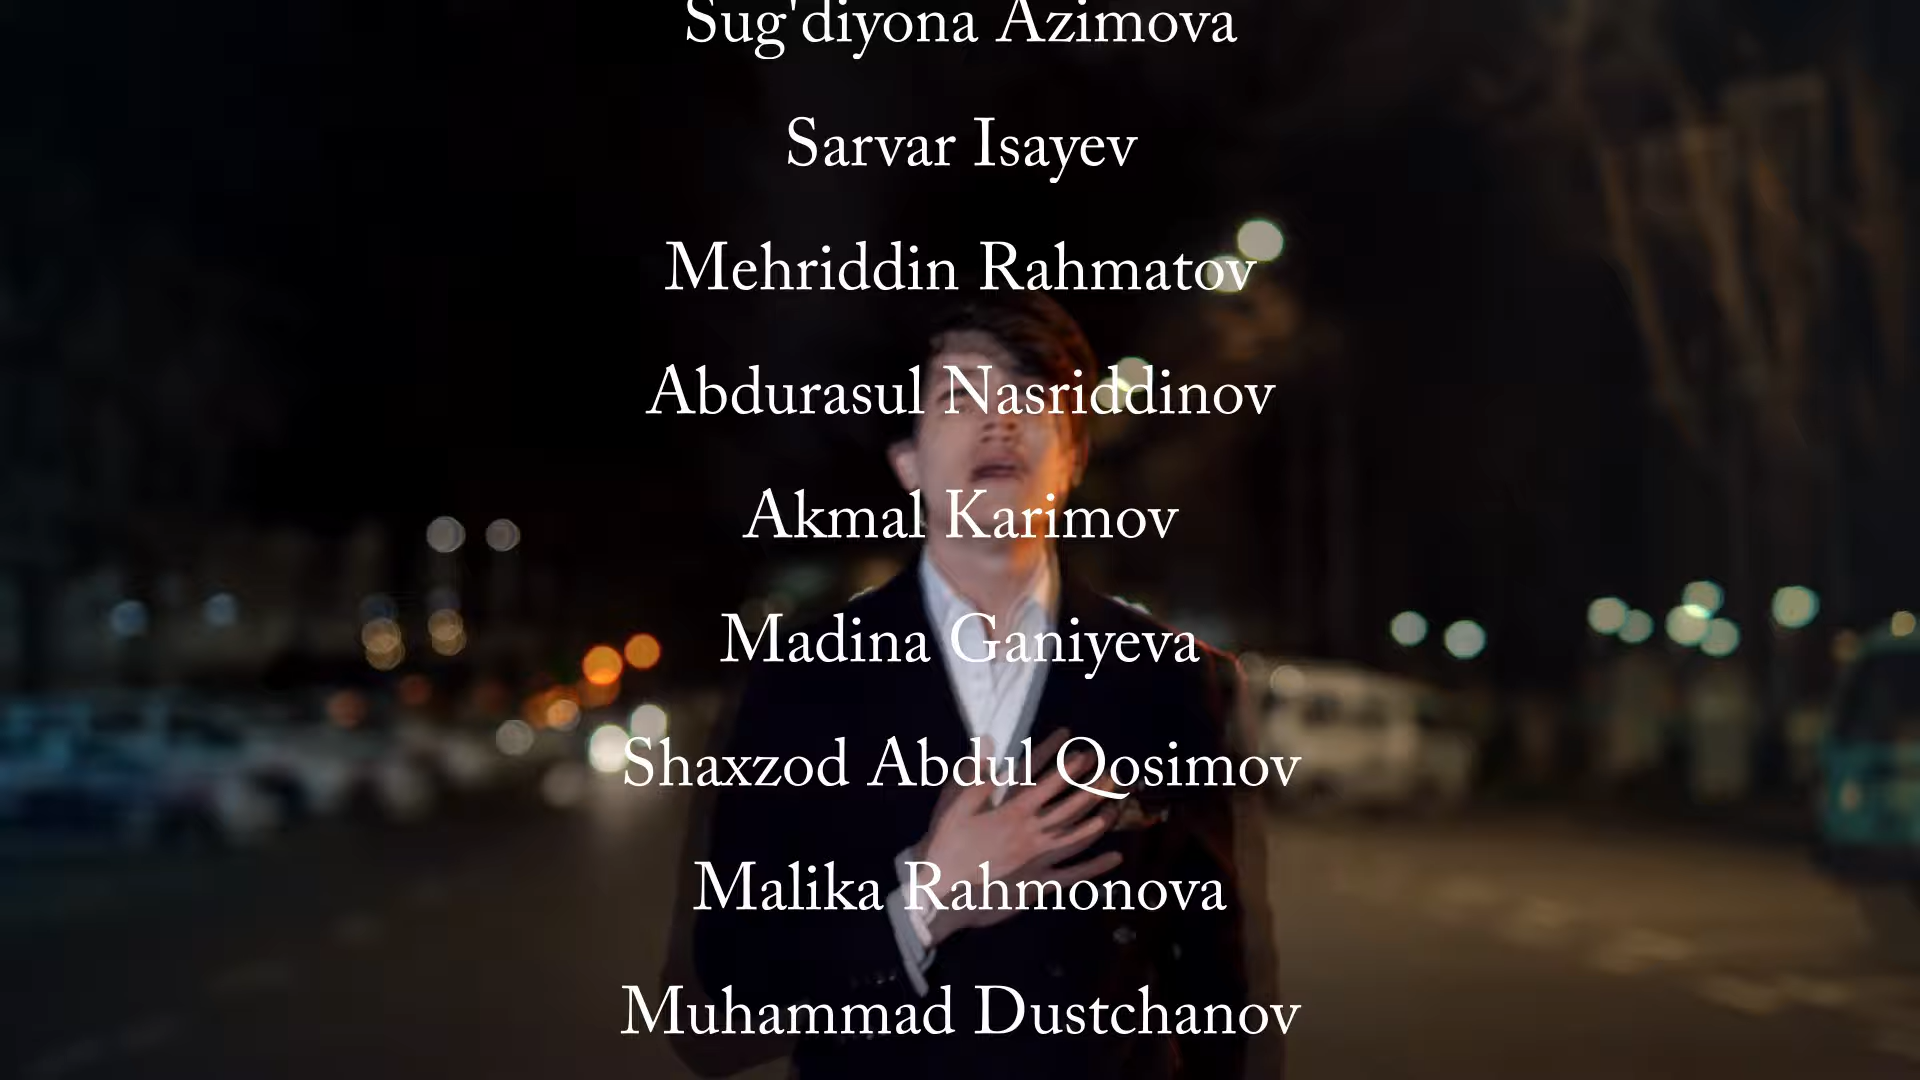 Sug'diyona Azimova
Sarvar Isayev
Mehriddin Rahmatov
Abdurasul Nasriddinov
Akmal Karimov
Madina Ganiyeva
Shaxzod Abdul Qosimov
Malika Rahmonova
Muhammad Dustchanov